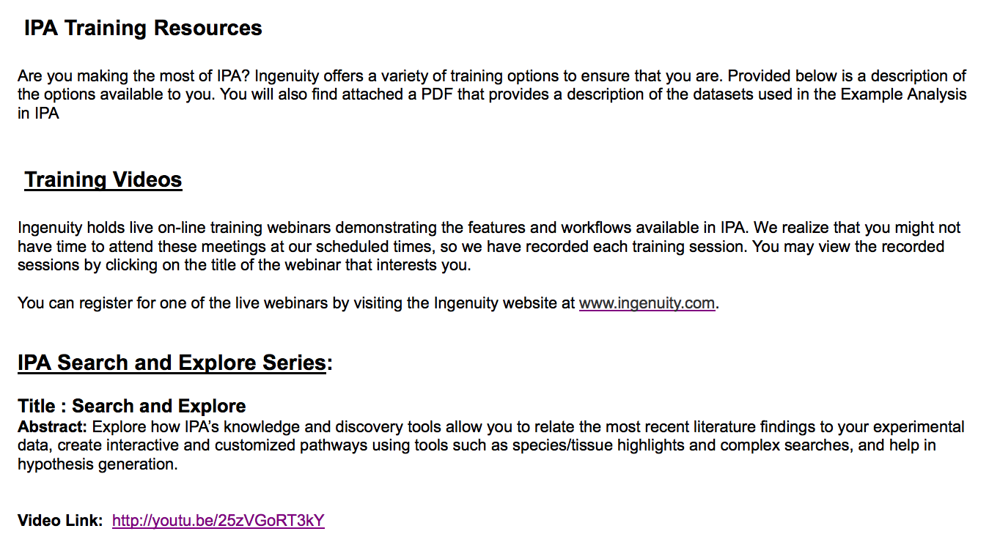 IPA Training Resources
Are you making the most of IPA? Ingenuity offers a variety of training options to ensure that you are. Provided below is a description of
the options available to you. You will also find attached a PDF that provides a description of the datasets used in the Example Analysis
in IPA
Training Videos
Ingenuity holds live on-line training webinars demonstrating the features and workflows available in IPA. We realize that you might not
have time to attend these meetings at our scheduled times, so we have recorded each training session. You may view the recorded
sessions by clicking on the title of the webinar that interests you.
You can register for one of the live webinars by visiting the Ingenuity website at www.ingenuity.com.
IPA Search and Explore Series:
Title : Search and Explore
Abstract: Explore how IPA’s knowledge and discovery tools allow you to relate the most recent literature findings to your experimental
data, create interactive and customized pathways using tools such as species/tissue highlights and complex searches, and help in
hypothesis generation.
Video Link: http://youtu.be/25zVGoRT3kY